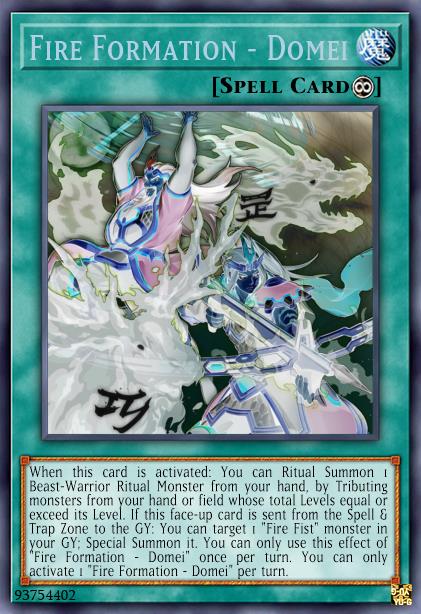 Fire Formation - Domei
魔
[Spell Card]
When this card is activated: You can Ritual Summon 1
Beast-Warrior Ritual Monster from your hand, by Tributing
monsters from your hand or field whose total Levels equal or
exceed its Level. If this face-up card is sent from the Spell &
Trap Zone to the GY: You can target 1 "Fire Fist" monster in
your GY; Special Summon it. You can only use this effect of
"Fire Formation - Domei" once per turn. You can only
activate 1 "Fire Formation - Domei" per turn.
93754402